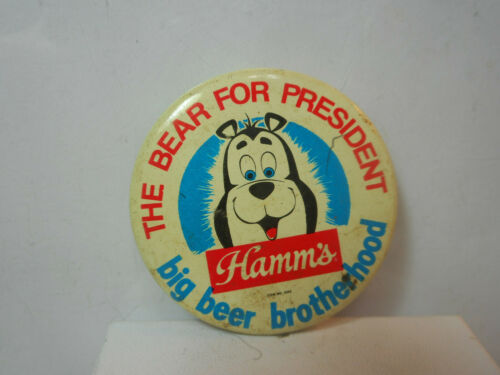 THE BEAR FOR PRESIDENT
Hamm's
big beer brotherhood